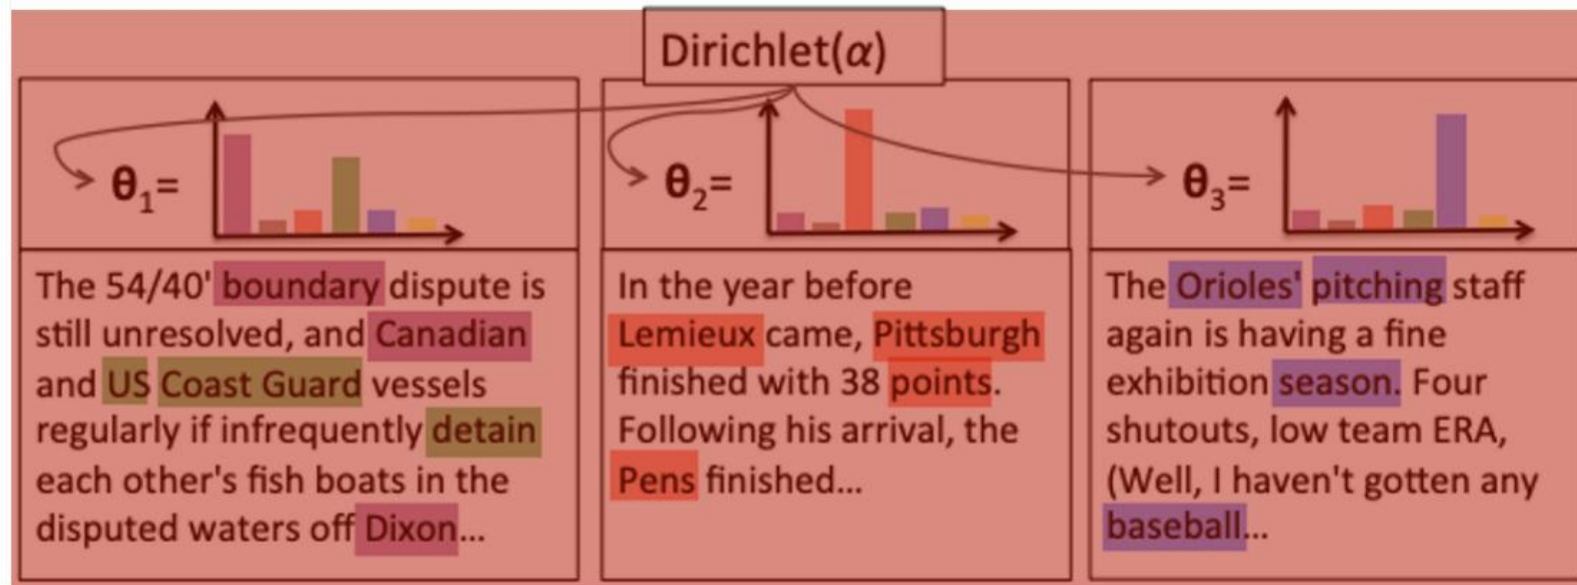 Dirichlet(α)
θ1=
θ2=
θ3=
The 54/40' boundary dispute is
still unresolved, and Canadian
and US Coast Guard vessels
regularly if infrequently detain
each other's fish boats in the
disputed waters off Dixon...
In the year before
Lemieux came, Pittsburgh
finished with 38 points.
Following his arrival, the
Pens finished...
The Orioles' pitching staff
again is having a fine
exhibition season. Four
shutouts, low team ERA,
(Well, I haven't gotten any
baseball...